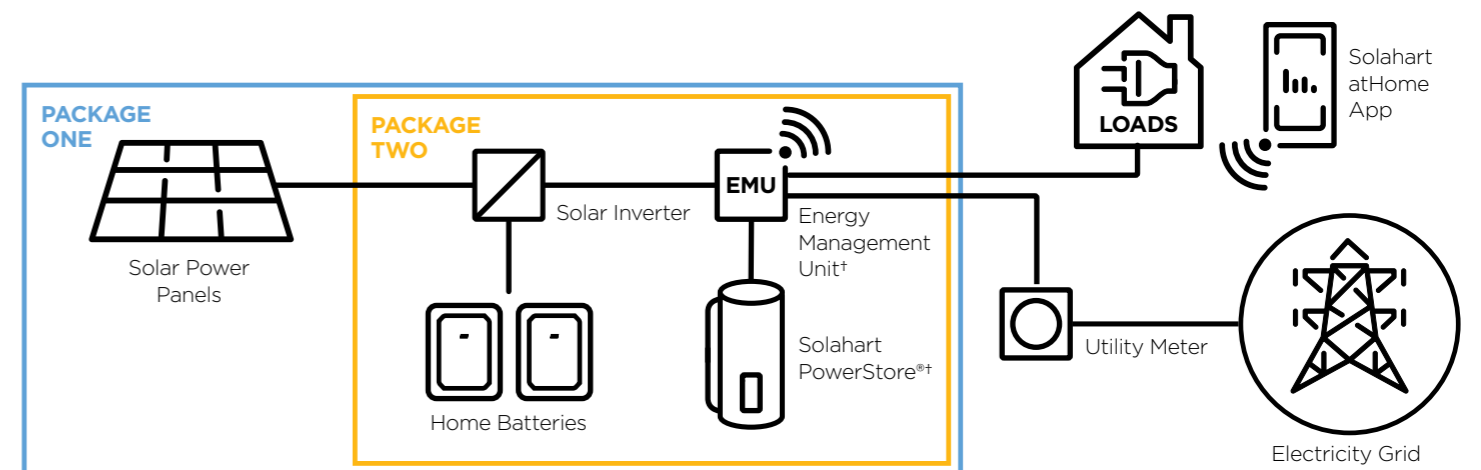 PACKAGE
ONE
PACKAGE
TWO
LOADS
Solahart
atHome
App
EMU
Solar Inverter
Energy
Management
Unit†
Solar Power
Panels
Solahart
PowerStore®†
Utility Meter
Home Batteries
Electricity Grid